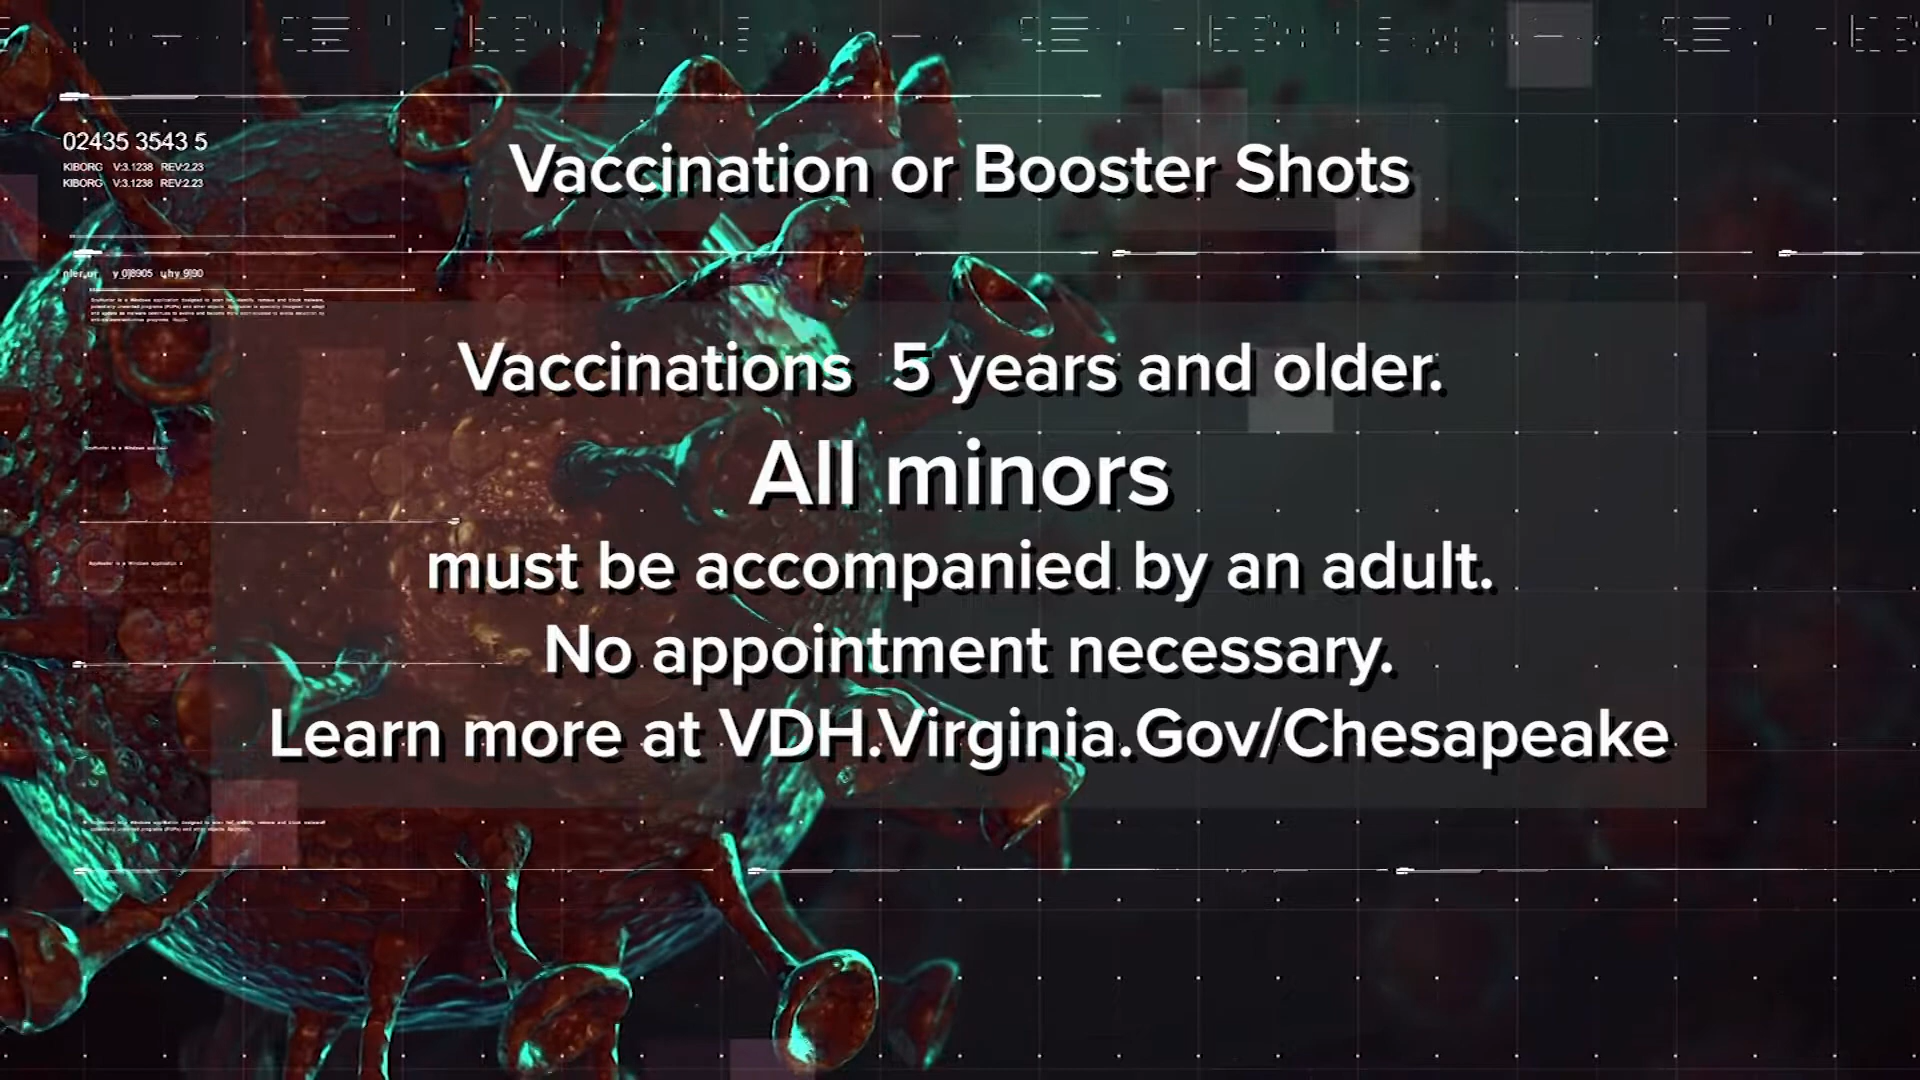 02435 3543 5
KIBORG V:3.1238 REV:2.23
KIBORG V:3.1238 REV:2.23
Vaccination or Booster Shots
Vaccinations 5 years and older.
All minors
must be accompanied by an adult.
No appointment necessary.
Learn more at VDH.Virginia.Gov/Chesapeake